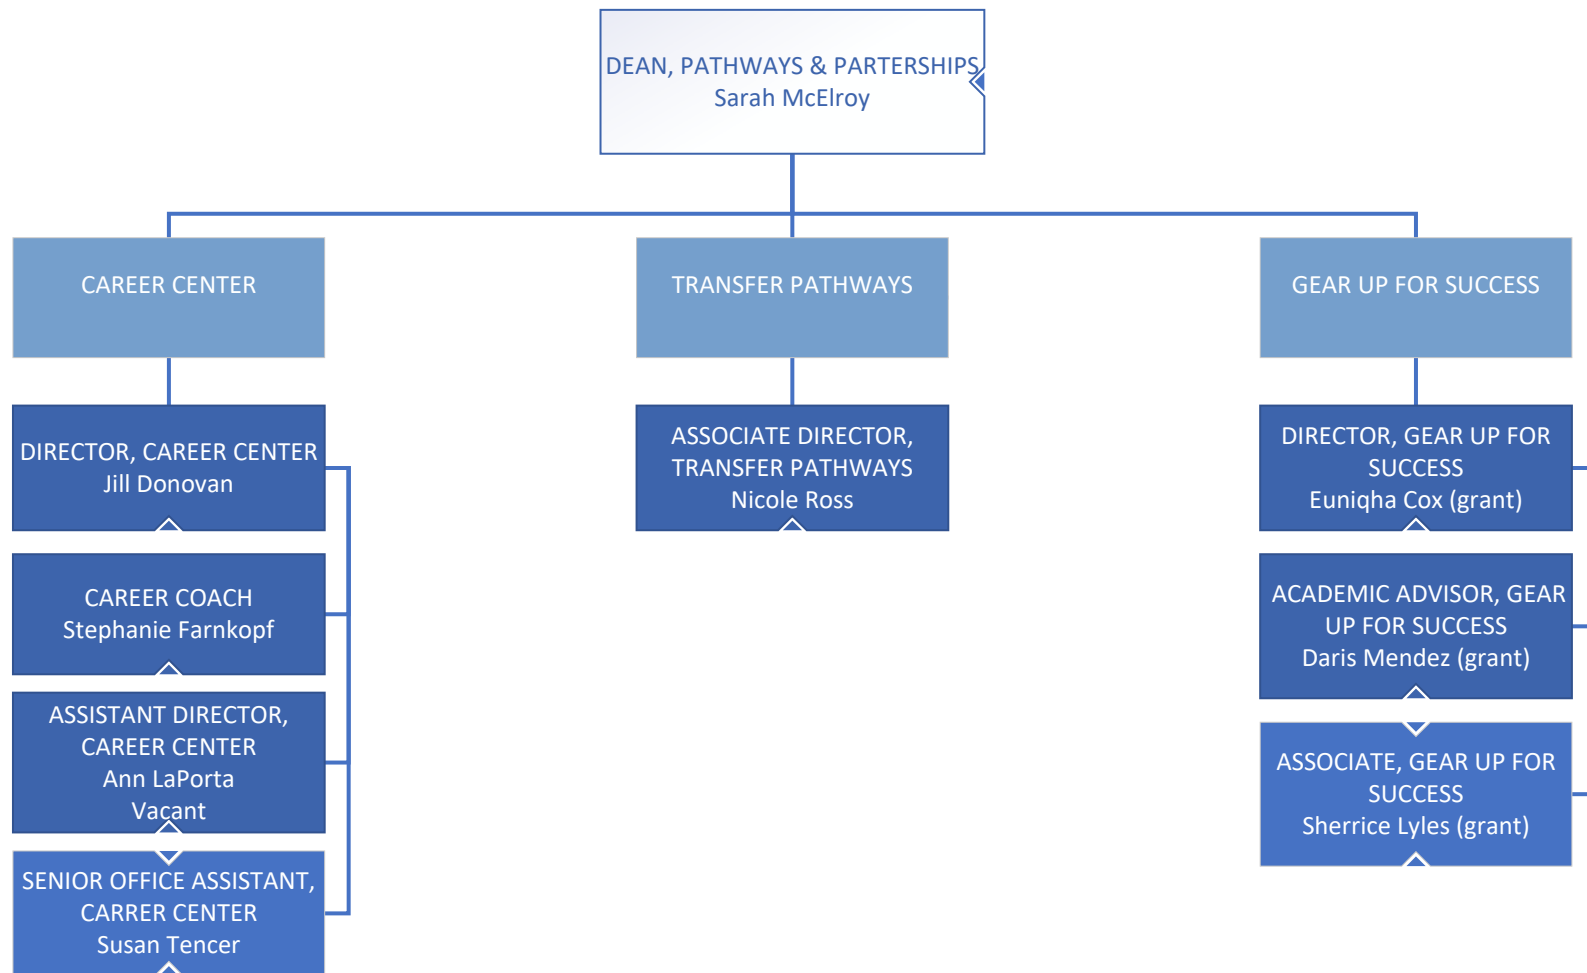 DEAN, PATHWAYS & PARTERSHIPS
Sarah McElroy
CAREER CENTER
TRANSFER PATHWAYS
GEAR UP FOR SUCCESS
DIRECTOR, CAREER CENTER
Jill Donovan
CAREER COACH
Stephanie Farnkopf
ASSISTANT DIRECTOR,
CAREER CENTER
Ann LaPorta
Vacant
SENIOR OFFICE ASSISTANT,
CARRER CENTER
Susan Tencer
ASSOCIATE DIRECTOR,
TRANSFER PATHWAYS
Nicole Ross
DIRECTOR, GEAR UP FOR
SUCCESS
Euniqha Cox (grant)
ACADEMIC ADVISOR, GEAR
UP FOR SUCCESS
Daris Mendez (grant)
ASSOCIATE, GEAR UP FOR
SUCCESS
Sherrice Lyles (grant)